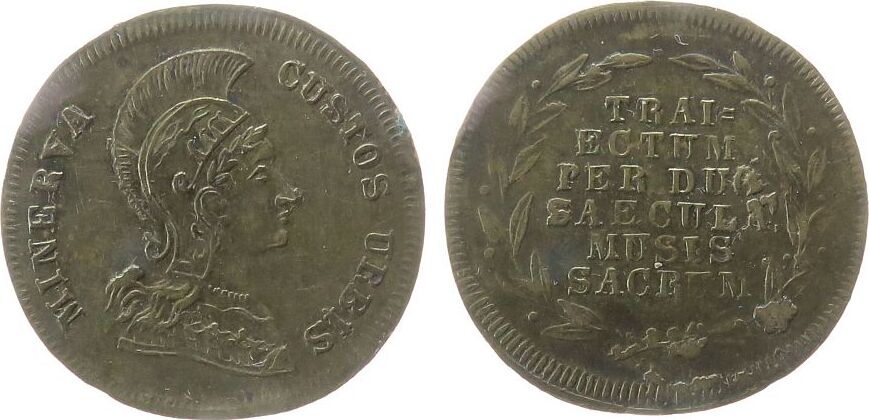 MINERVA CUSTOS URBIS
TRAI=
ECTUM
PER DUO
SAECULA
MUSIS
SACRUM